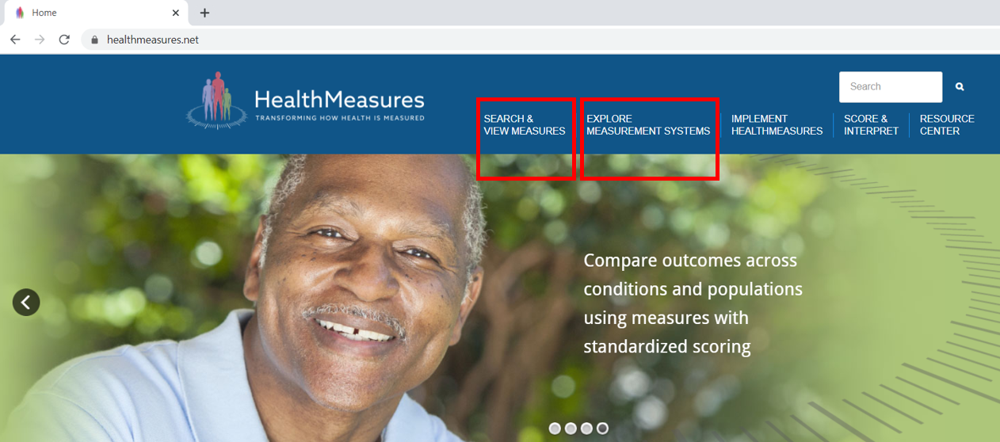 Home
healthmeasures.net
HealthMeasures
TRANSFORMING HOW HEALTH IS MEASURED
Search
SEARCH &
VIEW MEASURES
EXPLORE
MEASUREMENT SYSTEMS
IMPLEMENT
HEALTHMEASURES
SCORE &
INTERPRET
RESOURCE
CENTER
Compare outcomes across
conditions and populations
using measures with
standardized scoring